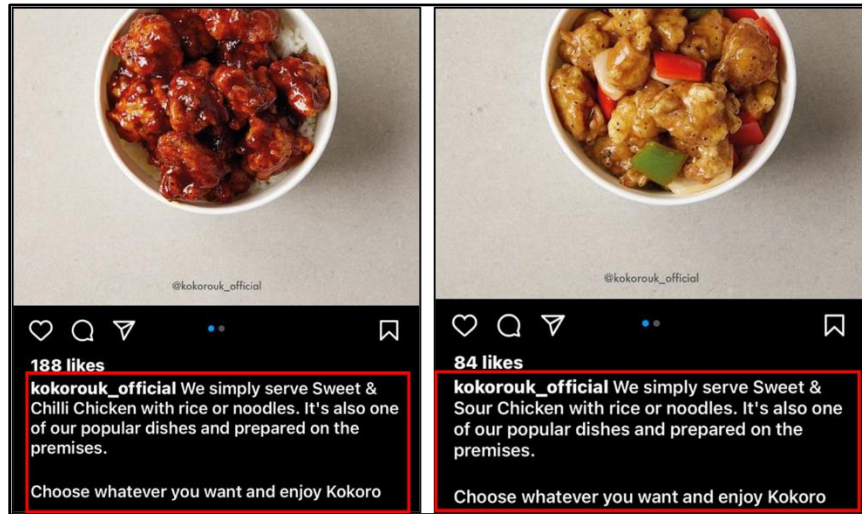 @kokorouk_official
188 likes
kokorouk_official We simply serve Sweet &
Chilli Chicken with rice or noodles. It's also one
of our popular dishes and prepared on the
premises.
Choose whatever you want and enjoy Kokoro
@kokorouk_official
84 likes
kokorouk_official We simply serve Sweet &
Sour Chicken with rice or noodles. It's also one
of our popular dishes and prepared on the
premises.
Choose whatever you want and enjoy Kokoro